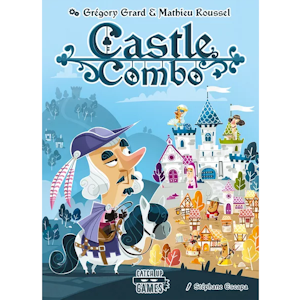 Grégory Grard & Mathieu Roussel
Castle
Combo
CATCH UP
GAMES
Stéphane Escapa